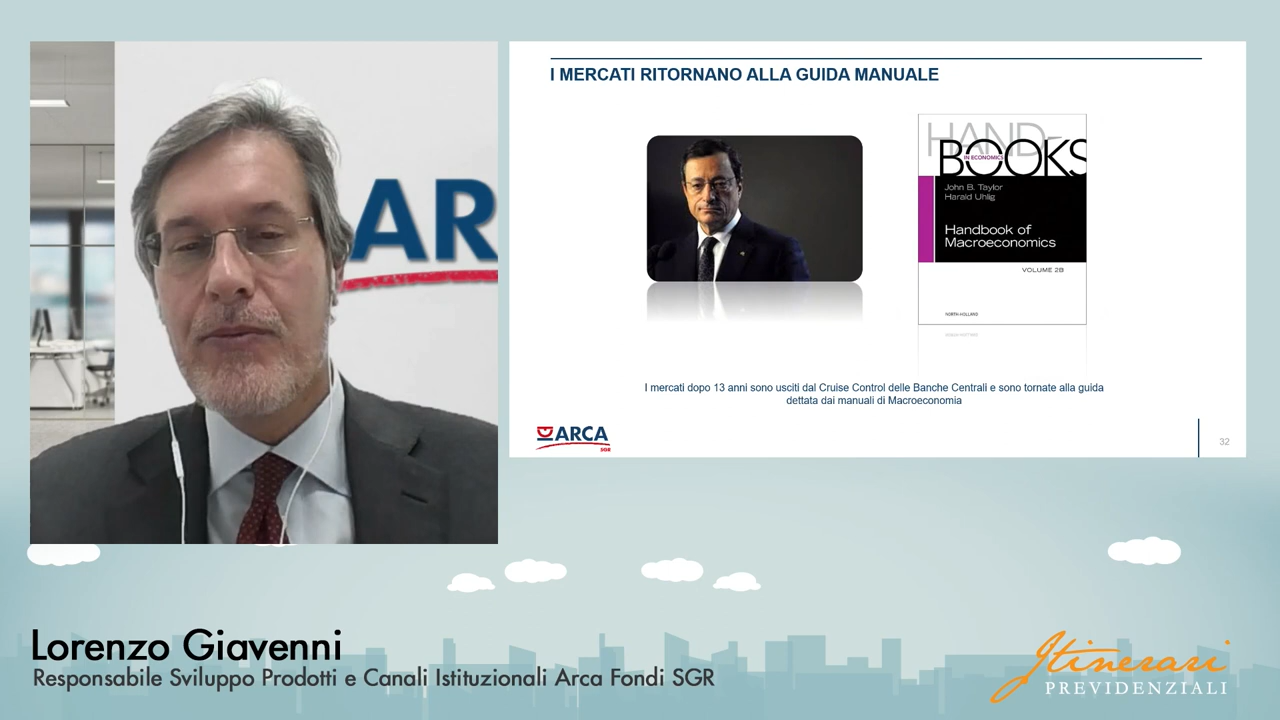 AR
I MERCATI RITORNANO ALLA GUIDA MANUALE
HAND-
BOOKS
IN ECONOMICS
John B. Taylor
Harald Uhlig
Handbook of
Macroeconomics
VOLUME 2B
NORTH-HOLLAND
I mercati dopo 13 anni sono usciti dal Cruise Control delle Banche Centrali e sono tornate alla guida
dettata dai manuali di Macroeconomia
ARCA
SGR
32
Lorenzo Giavenni
Responsabile Sviluppo Prodotti e Canali Istituzionali Arca Fondi SGR
Itinerari
PREVIDENZIALI